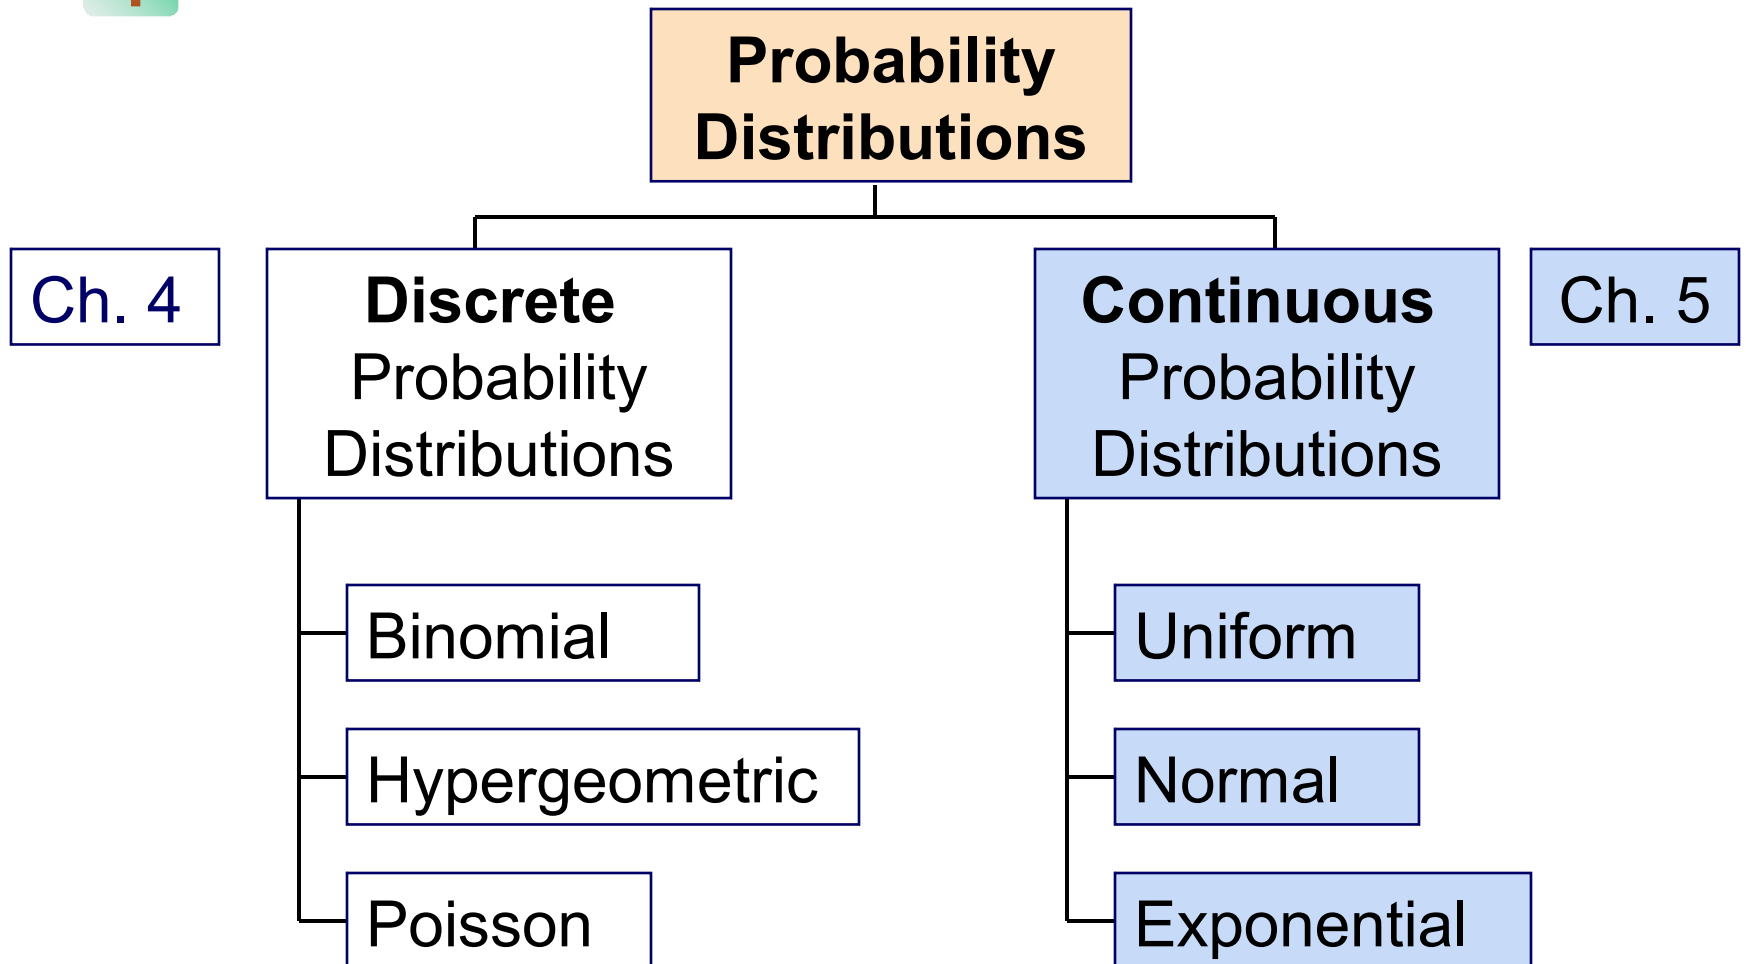 Probability
Distributions
Ch. 4
Discrete
Probability
Distributions
Continuous
Probability
Distributions
Ch. 5
Binomial
Hypergeometric
Poisson
Uniform
Normal
Exponential